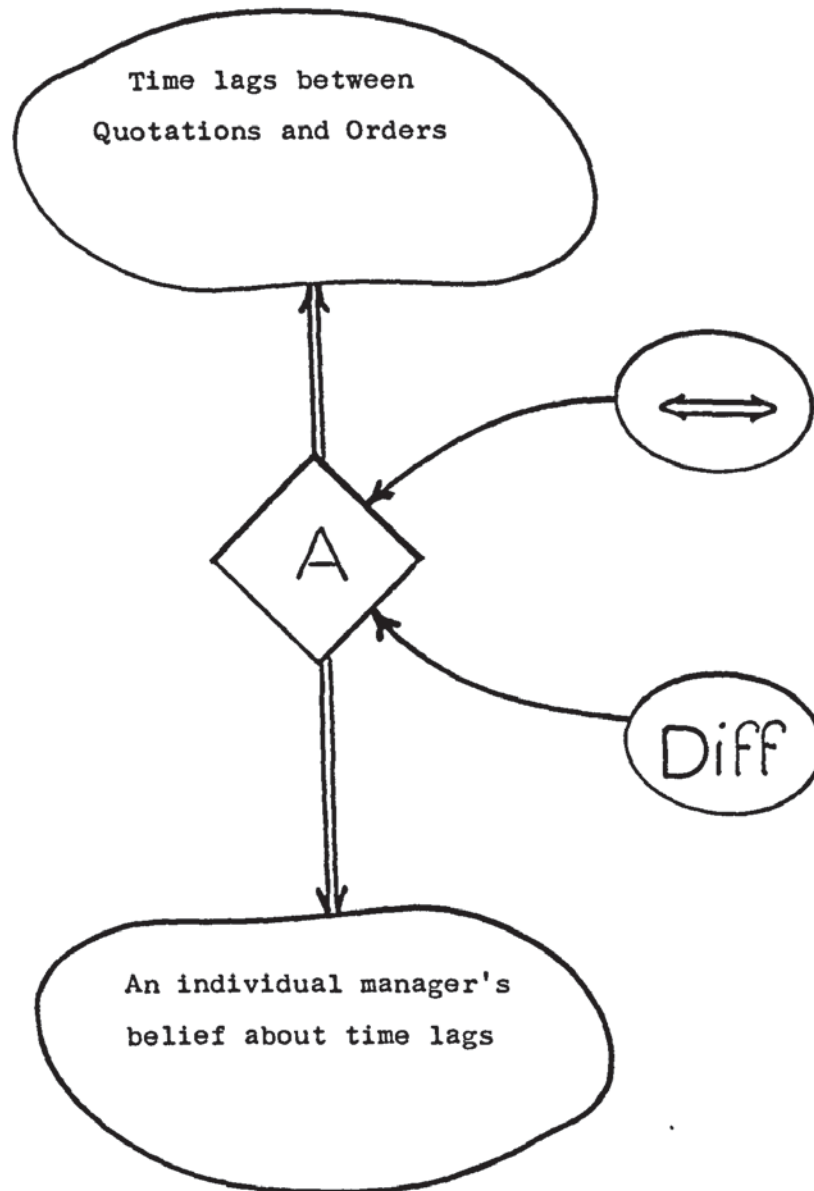 Time lags between
Quotations and Orders
A
Diff
An individual manager's
belief about time lags